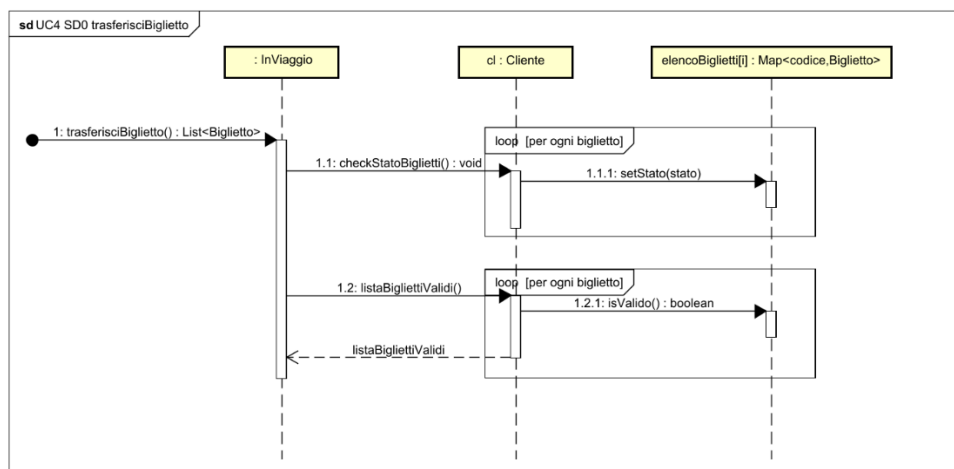 sd UC4 SD0 trasferisciBiglietto
: InViaggio
cl : Cliente
elencoBiglietti[i] : Map<codice,Biglietto>
1: trasferisciBiglietto() : List<Biglietto>
loop [per ogni biglietto]
1.1: checkStatoBiglietti() : void
1.1.1: setStato(stato)
loop [per ogni biglietto]
1.2: listaBigliettiValidi()
1.2.1: isValido() : boolean
listaBigliettiValidi